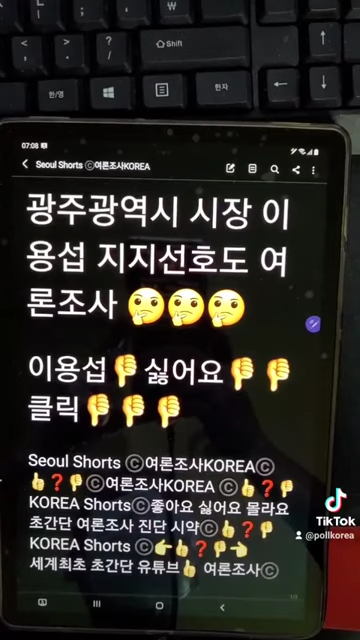 Shift
한/영
한자
07:08
Seoul Shorts ⓒ여론조사KOREA
광주광역시 시장 이
용섭 지지선호도 여
론조사 🤔🤔🤔
이용섭👎싫어요👎👎
클릭👎👎👎
Seoul Shorts ⓒ여론조사KOREAⓒ
👍❓👎ⓒ여론조사KOREA ⓒ👍❓👎
KOREA Shortsⓒ좋아요 싫어요 몰라요
초간단 여론조사 진단 시약ⓒ👍❓👎
KOREA Shorts ⓒ👉👍❓👎👈
세계최초 초간단 유튜브👍 여론조사ⓒ
TikTok
@pollkorea